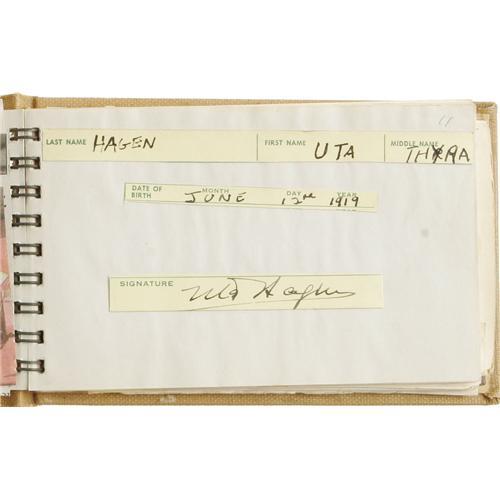 11
LAST NAME HAGEN FIRST NAME UTA MIDDLE NAME THYRA
DATE OF BIRTH MONTH JUNE DAY 12th YEAR 1919
SIGNATURE Uta Hagen